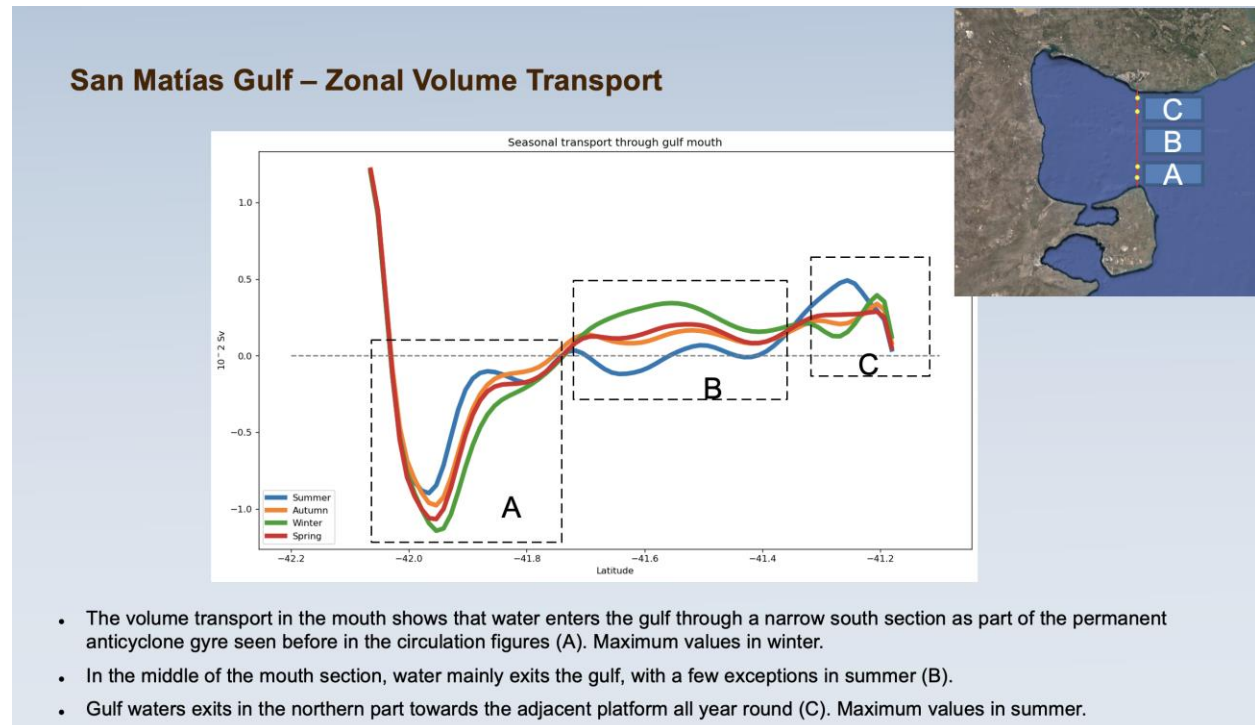 San Matías Gulf – Zonal Volume Transport
C
B
A
Seasonal transport through gulf mouth
10^-2 Sv
1.0
0.5
0.0
−0.5
−1.0
A
B
C
Summer
Autumn
Winter
Spring
−42.2
−42.0
−41.8
−41.6
−41.4
−41.2
Latitude
• The volume transport in the mouth shows that water enters the gulf through a narrow south section as part of the permanent
anticyclone gyre seen before in the circulation figures (A). Maximum values in winter.
• In the middle of the mouth section, water mainly exits the gulf, with a few exceptions in summer (B).
• Gulf waters exits in the northern part towards the adjacent platform all year round (C). Maximum values in summer.